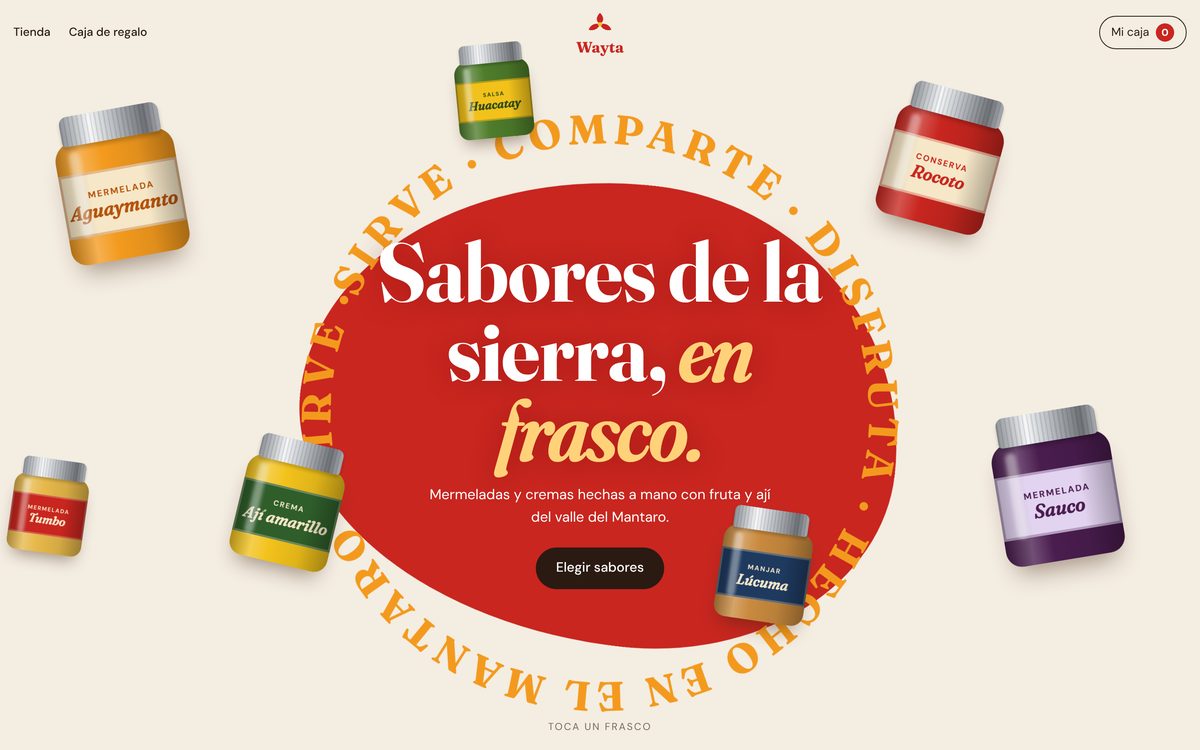 Tienda
Caja de regalo
Wayta
Mi caja 0
SALSA
Huacatay
MERMELADA
Aguaymanto
CONSERVA
Rocoto
SIRVE · COMPARTE · DISFRUTA · HECHO EN EL MANTARO
IRVE ·
Sabores de la
sierra, en
frasco.
Mermeladas y cremas hechas a mano con fruta y ají
del valle del Mantaro.
Elegir sabores
MERMELADA
Tumbo
CREMA
Ají amarillo
MANJAR
Lúcuma
MERMELADA
Sauco
TOCA UN FRASCO